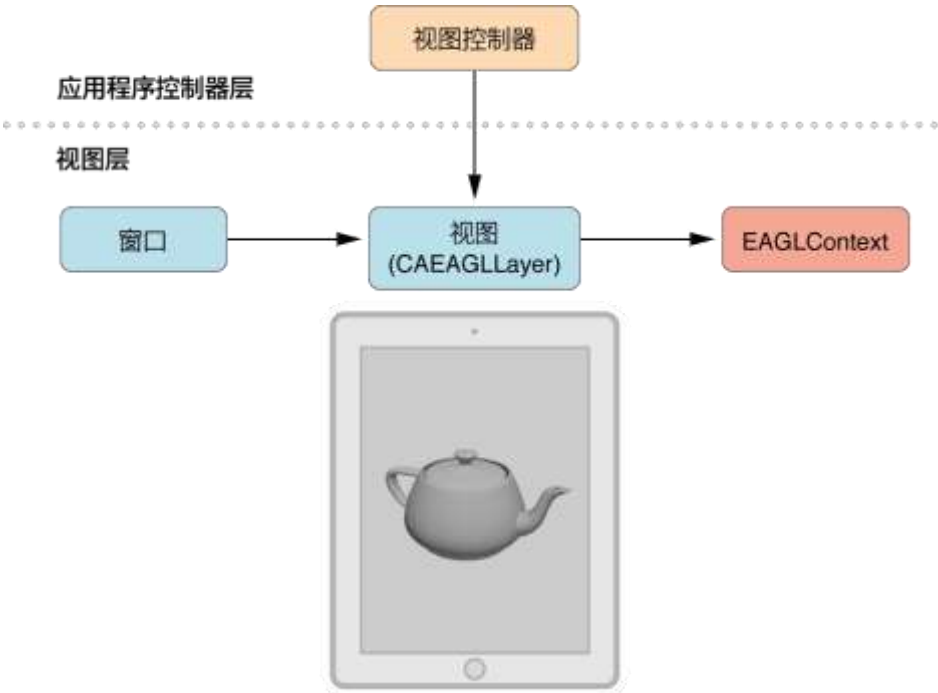 视图控制器
应用程序控制器层
视图层
窗口
视图
(CAEAGLLayer)
EAGLContext